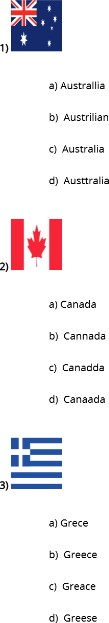 1)
a) Australlia
b) Austrilian
c) Australia
d) Austtralia
2)
a) Canada
b) Cannada
c) Canadda
d) Canaada
3)
a) Grece
b) Greece
c) Greace
d) Greese